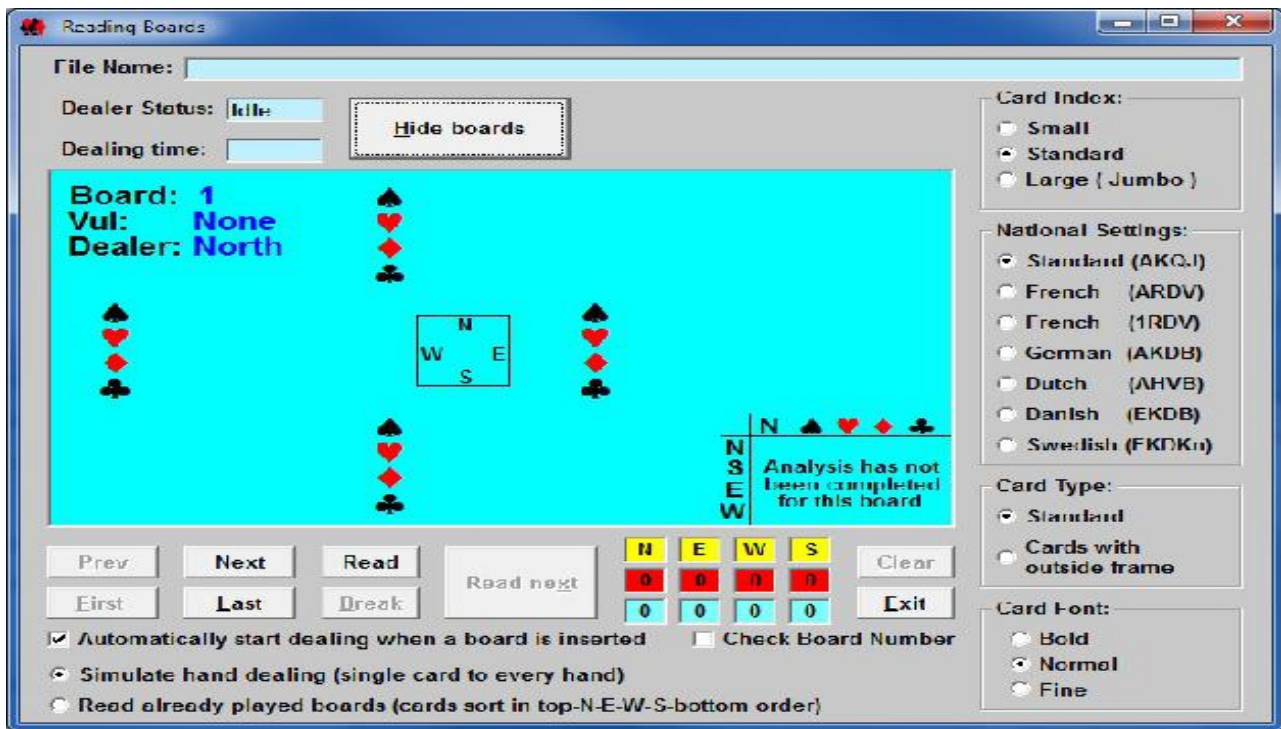 Reading Boards
File Name:
Dealer Status: Idle
Hide boards
Dealing time:
Board: 1
Vul: None
Dealer: North
N
W E
S
N
N
S
E
W
Analysis has not
been completed
for this board
Prev
Next
Read
Read next
N E W S
Clear
0 0 0 0
First
Last
Break
0 0 0 0
Exit
Automatically start dealing when a board is inserted
Check Board Number
Simulate hand dealing (single card to every hand)
Read already played boards (cards sort in top-N-E-W-S-bottom order)
Card Index:
Small
Standard
Large ( Jumbo )
National Settings:
Standard (AKQJ)
French (ARDV)
French (1RDV)
German (AKDB)
Dutch (AHVB)
Danish (EKDB)
Swedish (EKDKn)
Card Type:
Standard
Cards with
outside frame
Card Font:
Bold
Normal
Fine